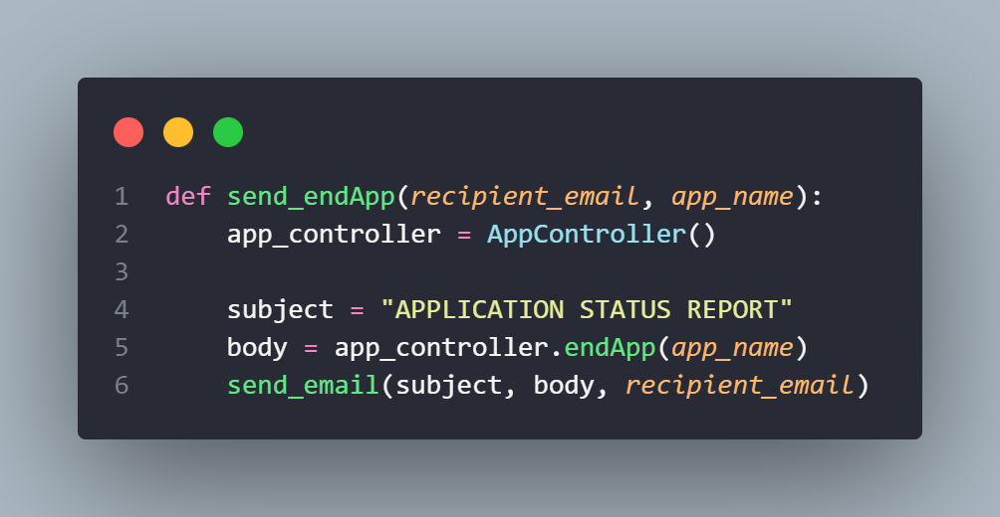 1 def send_endApp(recipient_email, app_name):
2     app_controller = AppController()
3
4     subject = "APPLICATION STATUS REPORT"
5     body = app_controller.endApp(app_name)
6     send_email(subject, body, recipient_email)